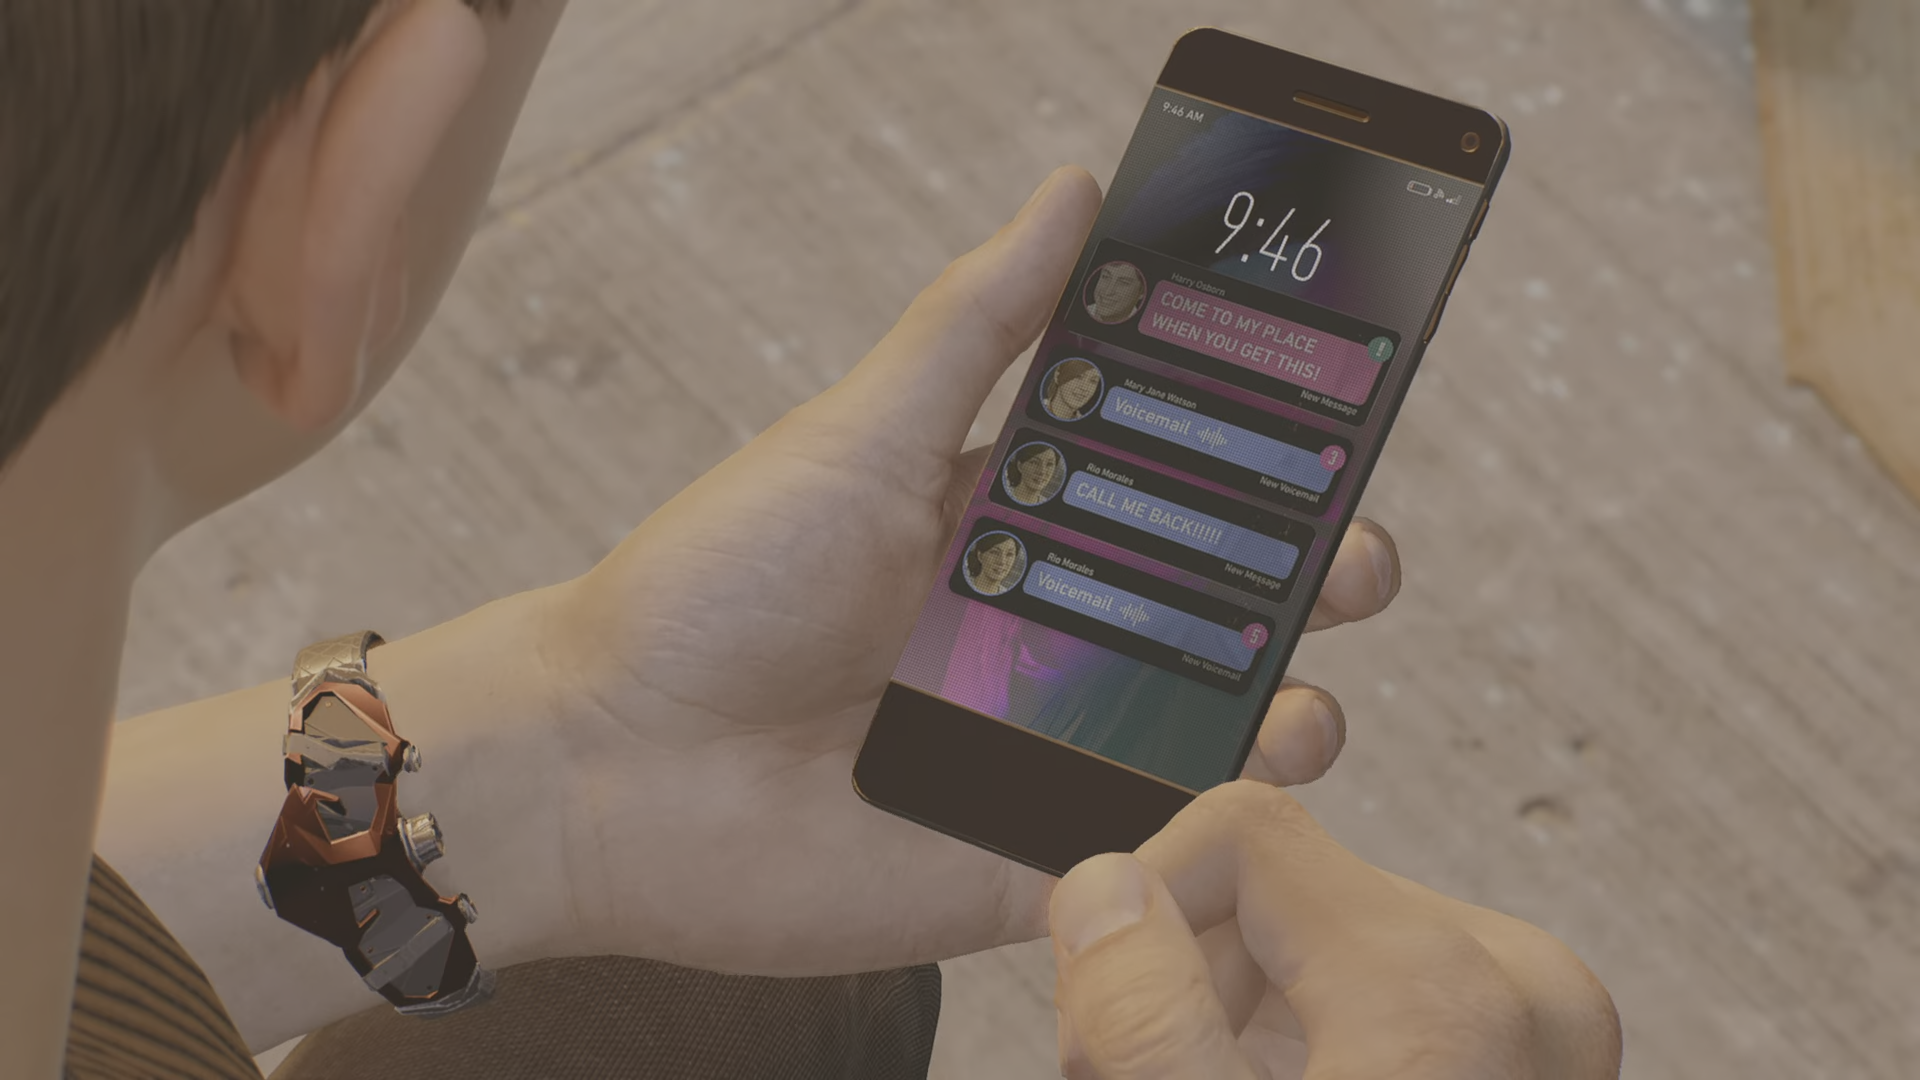 9:46 AM
9:46
Harry Osborn
COME TO MY PLACE
WHEN YOU GET THIS!
!
New Message
Mary Jane Watson
Voicemail
3
New Voicemail
Rio Morales
CALL ME BACK!!!!!
New Message
Rio Morales
Voicemail
5
New Voicemail